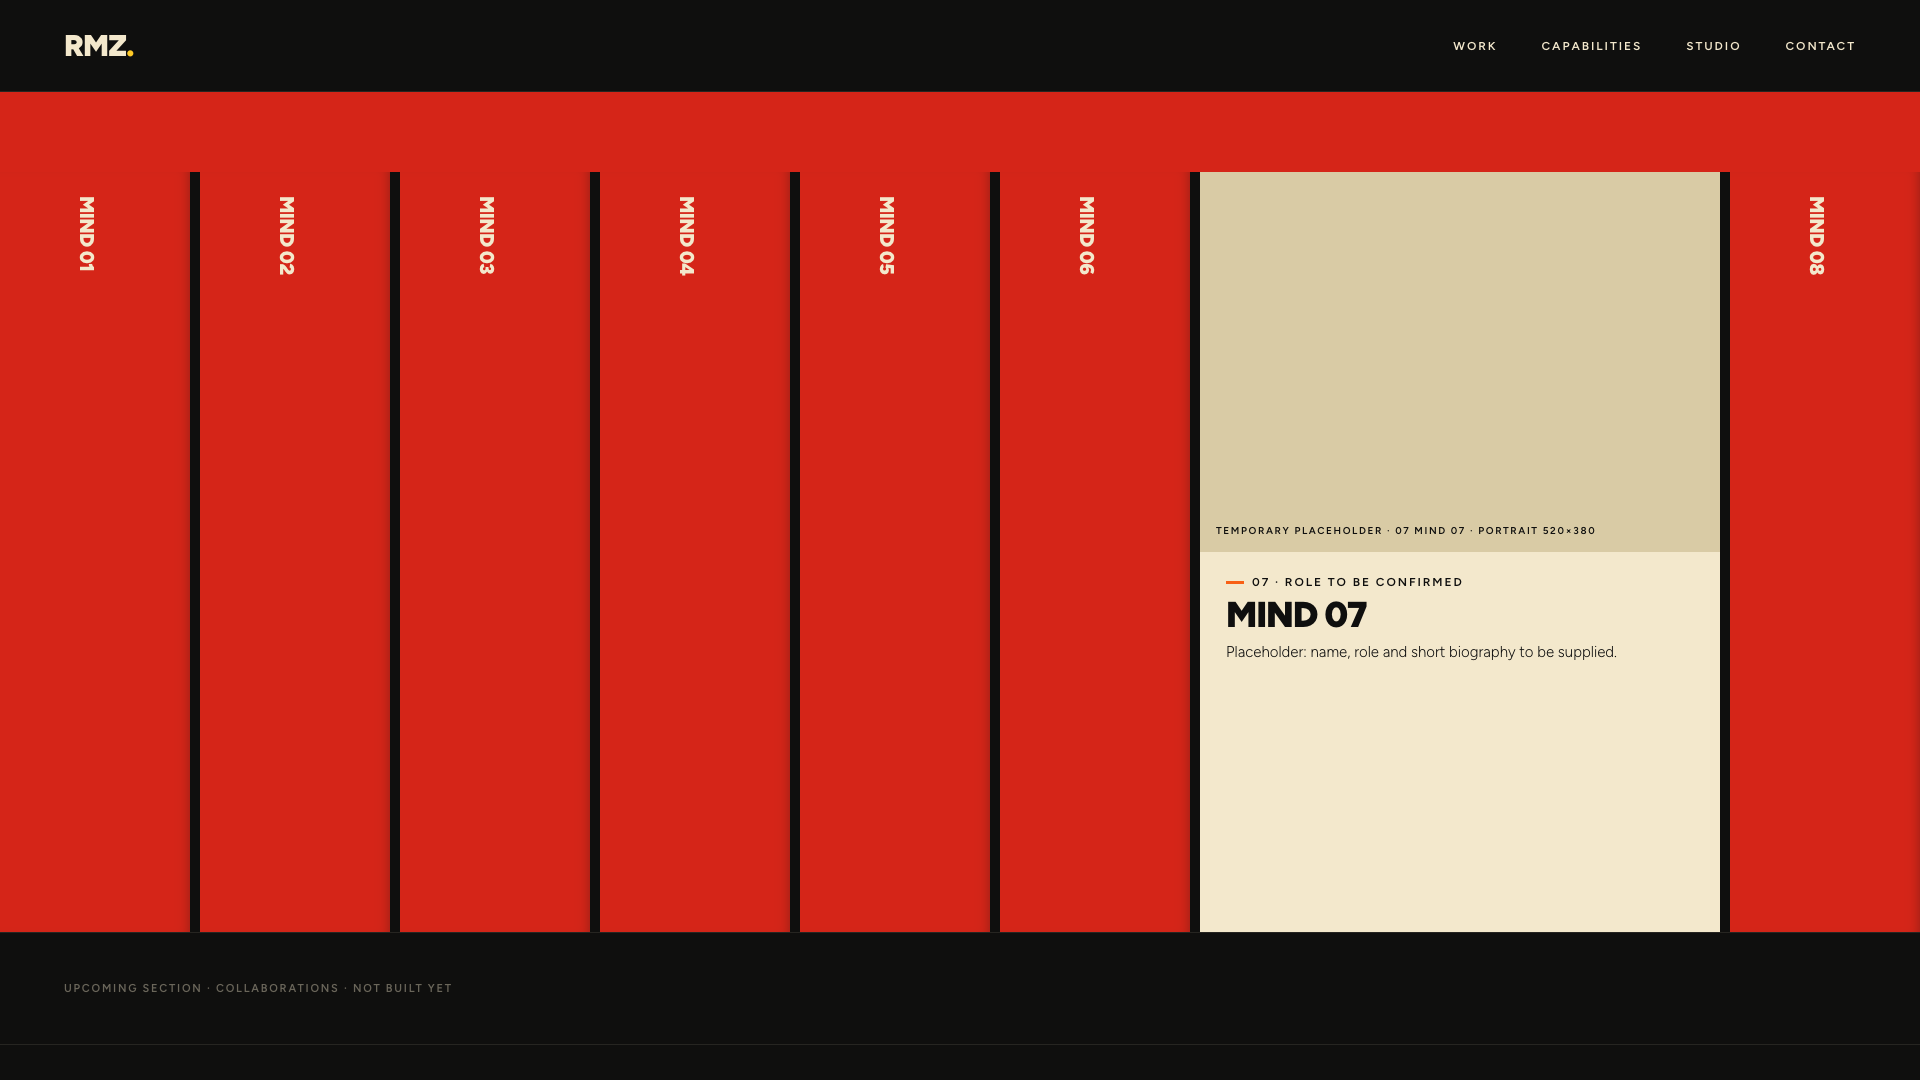 RMZ.
WORK
CAPABILITIES
STUDIO
CONTACT
MIND 01
MIND 02
MIND 03
MIND 04
MIND 05
MIND 06
TEMPORARY PLACEHOLDER · 07 MIND 07 · PORTRAIT 520×380
07 · ROLE TO BE CONFIRMED
MIND 07
Placeholder: name, role and short biography to be supplied.
MIND 08
UPCOMING SECTION · COLLABORATIONS · NOT BUILT YET